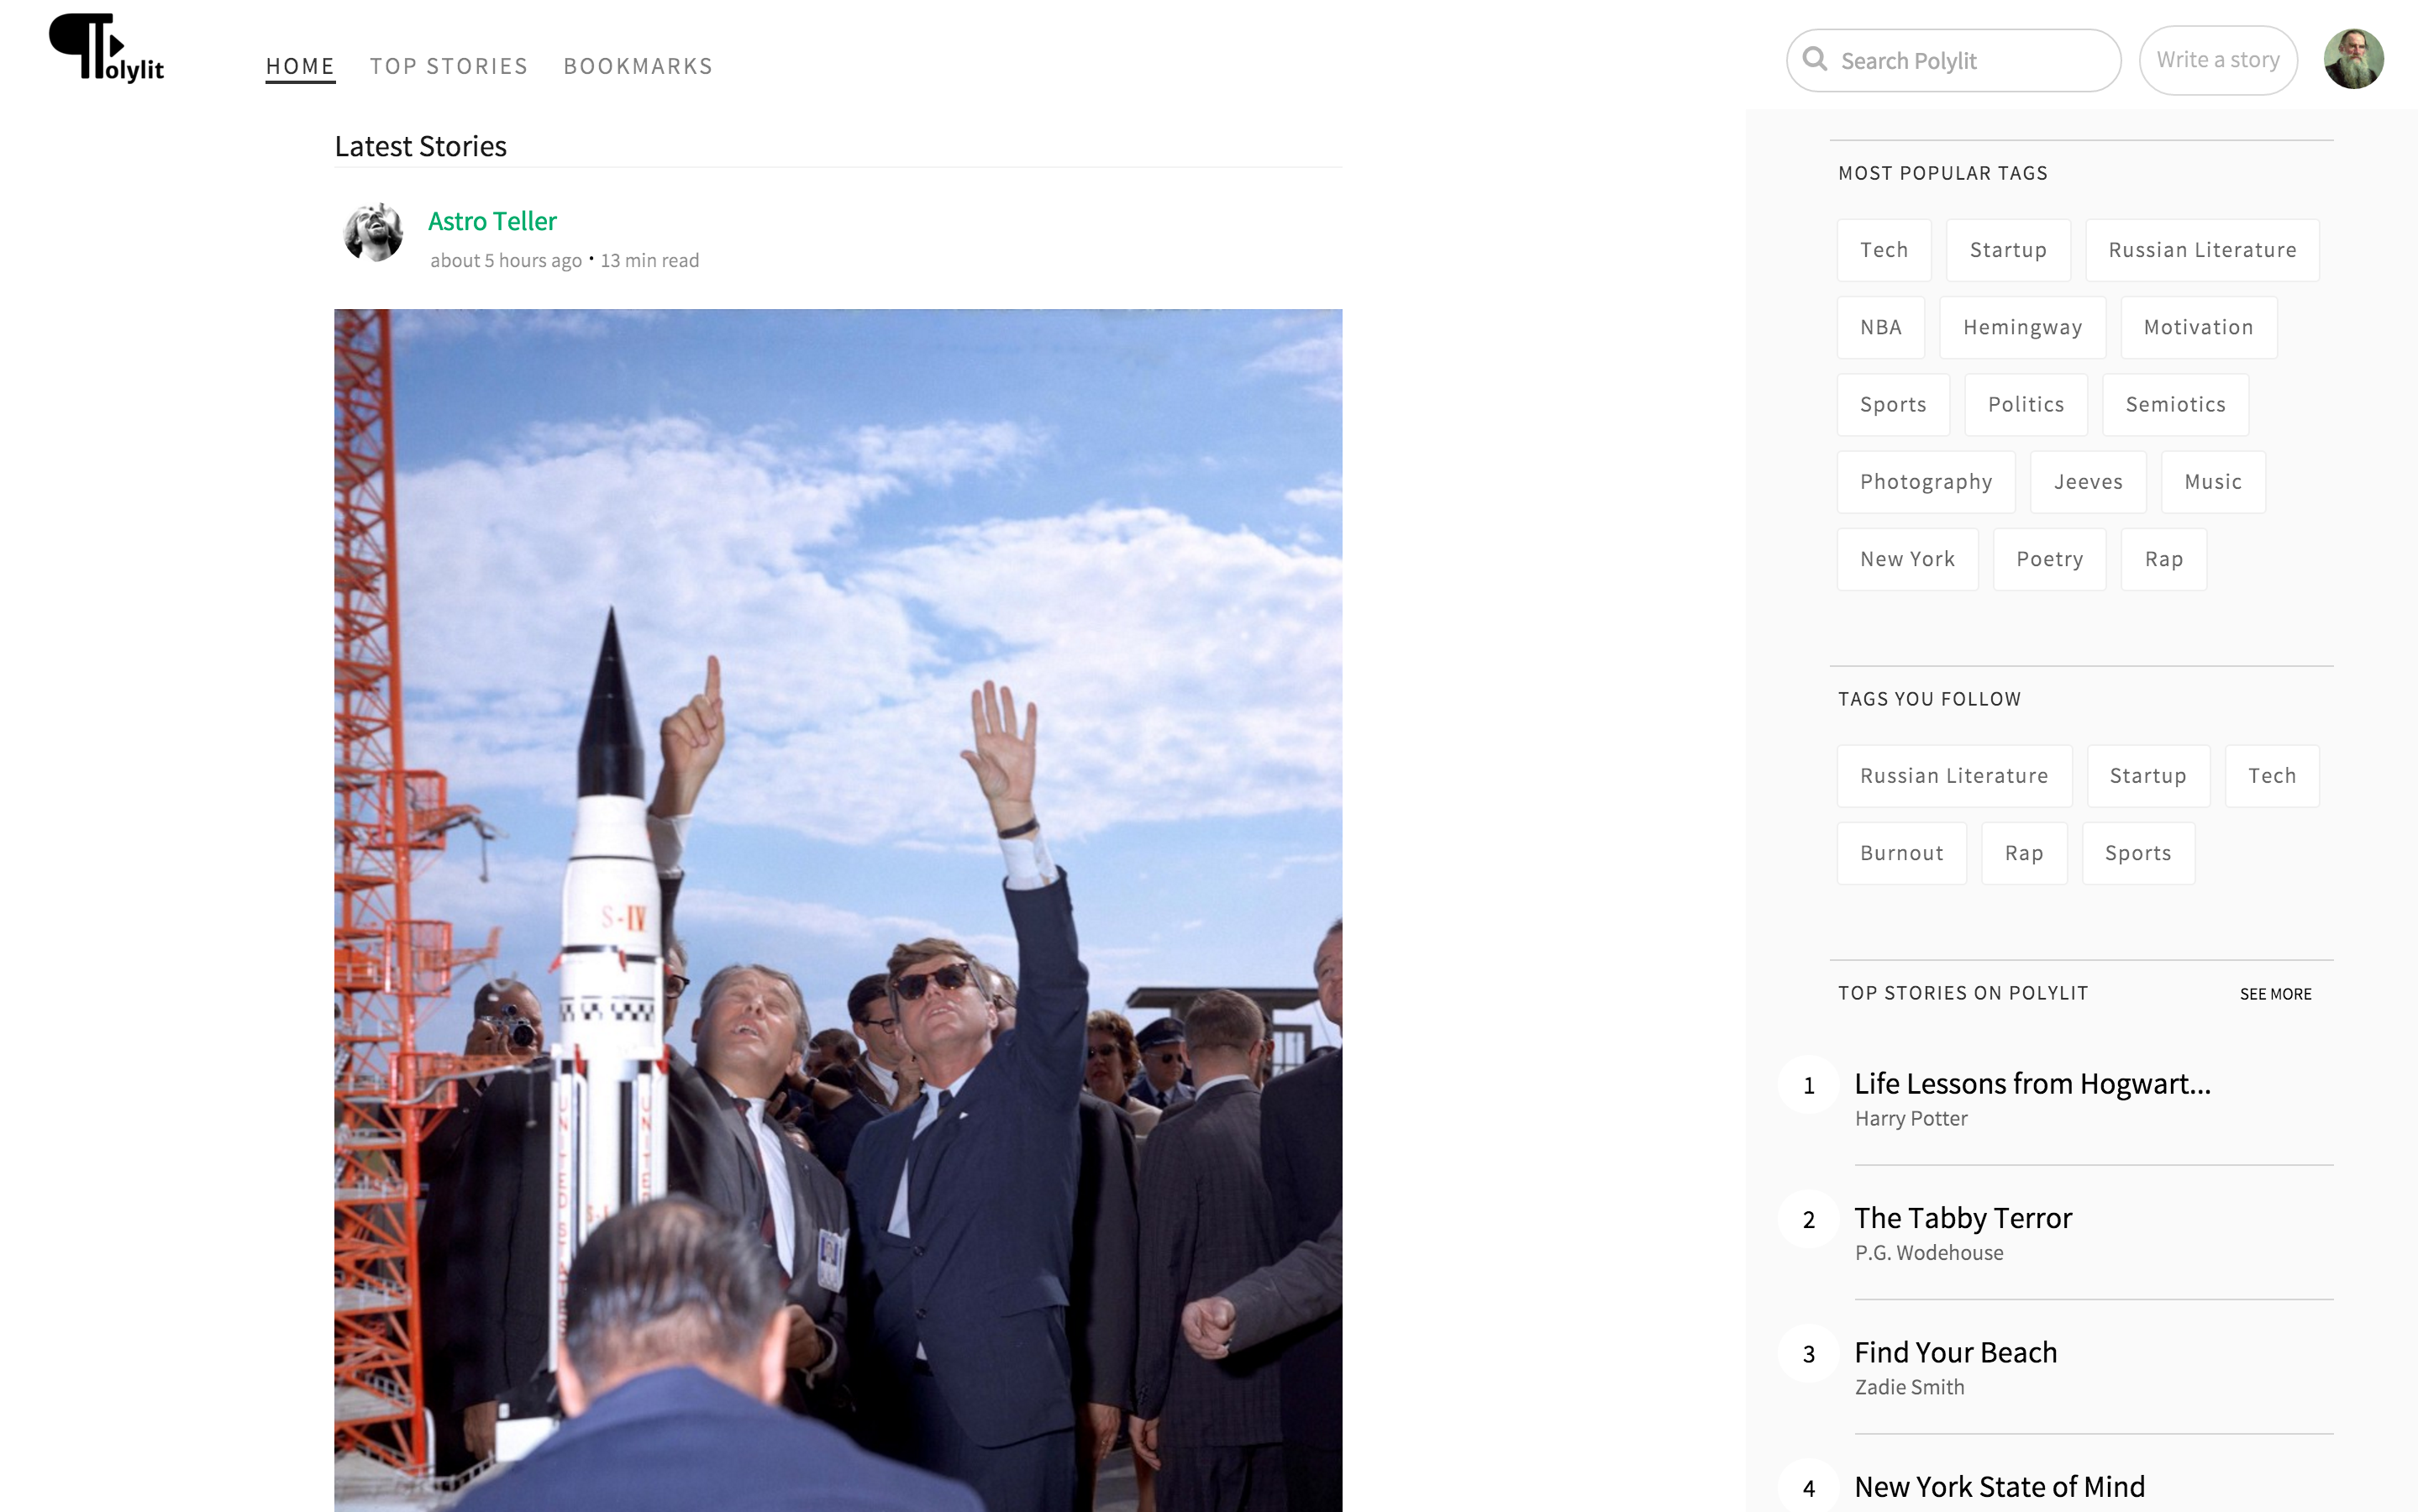 Polylit
HOME TOP STORIES BOOKMARKS
Search Polylit
Write a story
Latest Stories
Astro Teller
about 5 hours ago • 13 min read
S-IV
UNITED STATES
UNITE
S-I
MOST POPULAR TAGS
Tech Startup Russian Literature
NBA Hemingway Motivation
Sports Politics Semiotics
Photography Jeeves Music
New York Poetry Rap
TAGS YOU FOLLOW
Russian Literature Startup Tech
Burnout Rap Sports
TOP STORIES ON POLYLIT SEE MORE
1 Life Lessons from Hogwart...
Harry Potter
2 The Tabby Terror
P.G. Wodehouse
3 Find Your Beach
Zadie Smith
4 New York State of Mind